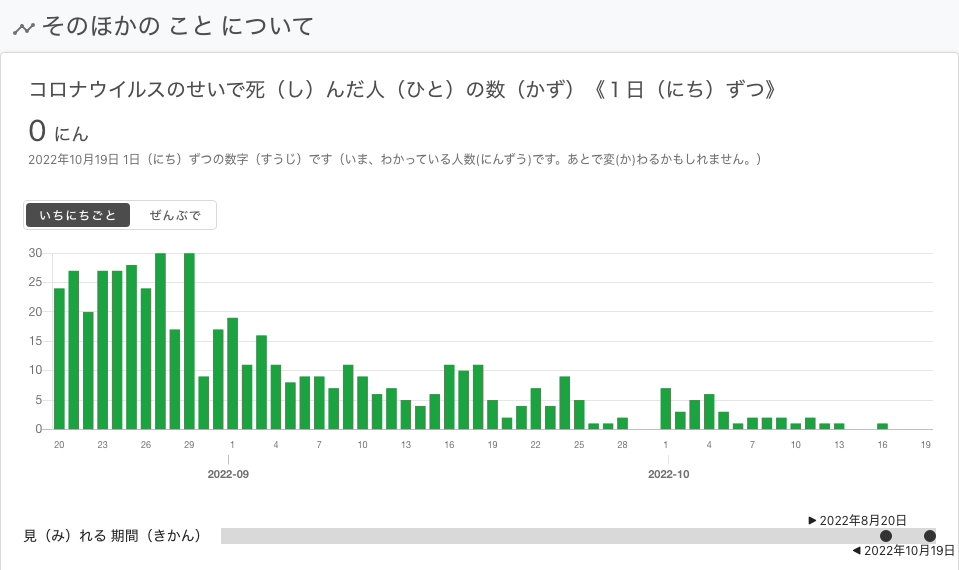 そのほかの こと について
コロナウイルスのせいで死（し）んだ人（ひと）の数（かず）《１日（にち）ずつ》
0 にん
2022年10月19日 1日（にち）ずつの数字（すうじ）です（いま、わかっている人数(にんずう)です。あとで変(か)わるかもしれません。）
いちにちごと ぜんぶで
30
25
20
15
10
5
0
20 23 26 29 1 4 7 10 13 16 19 22 25 28 1 4 7 10 13 16 19
2022-09 2022-10
▶ 2022年8月20日
見（み）れる 期間（きかん）
◀ 2022年10月19日